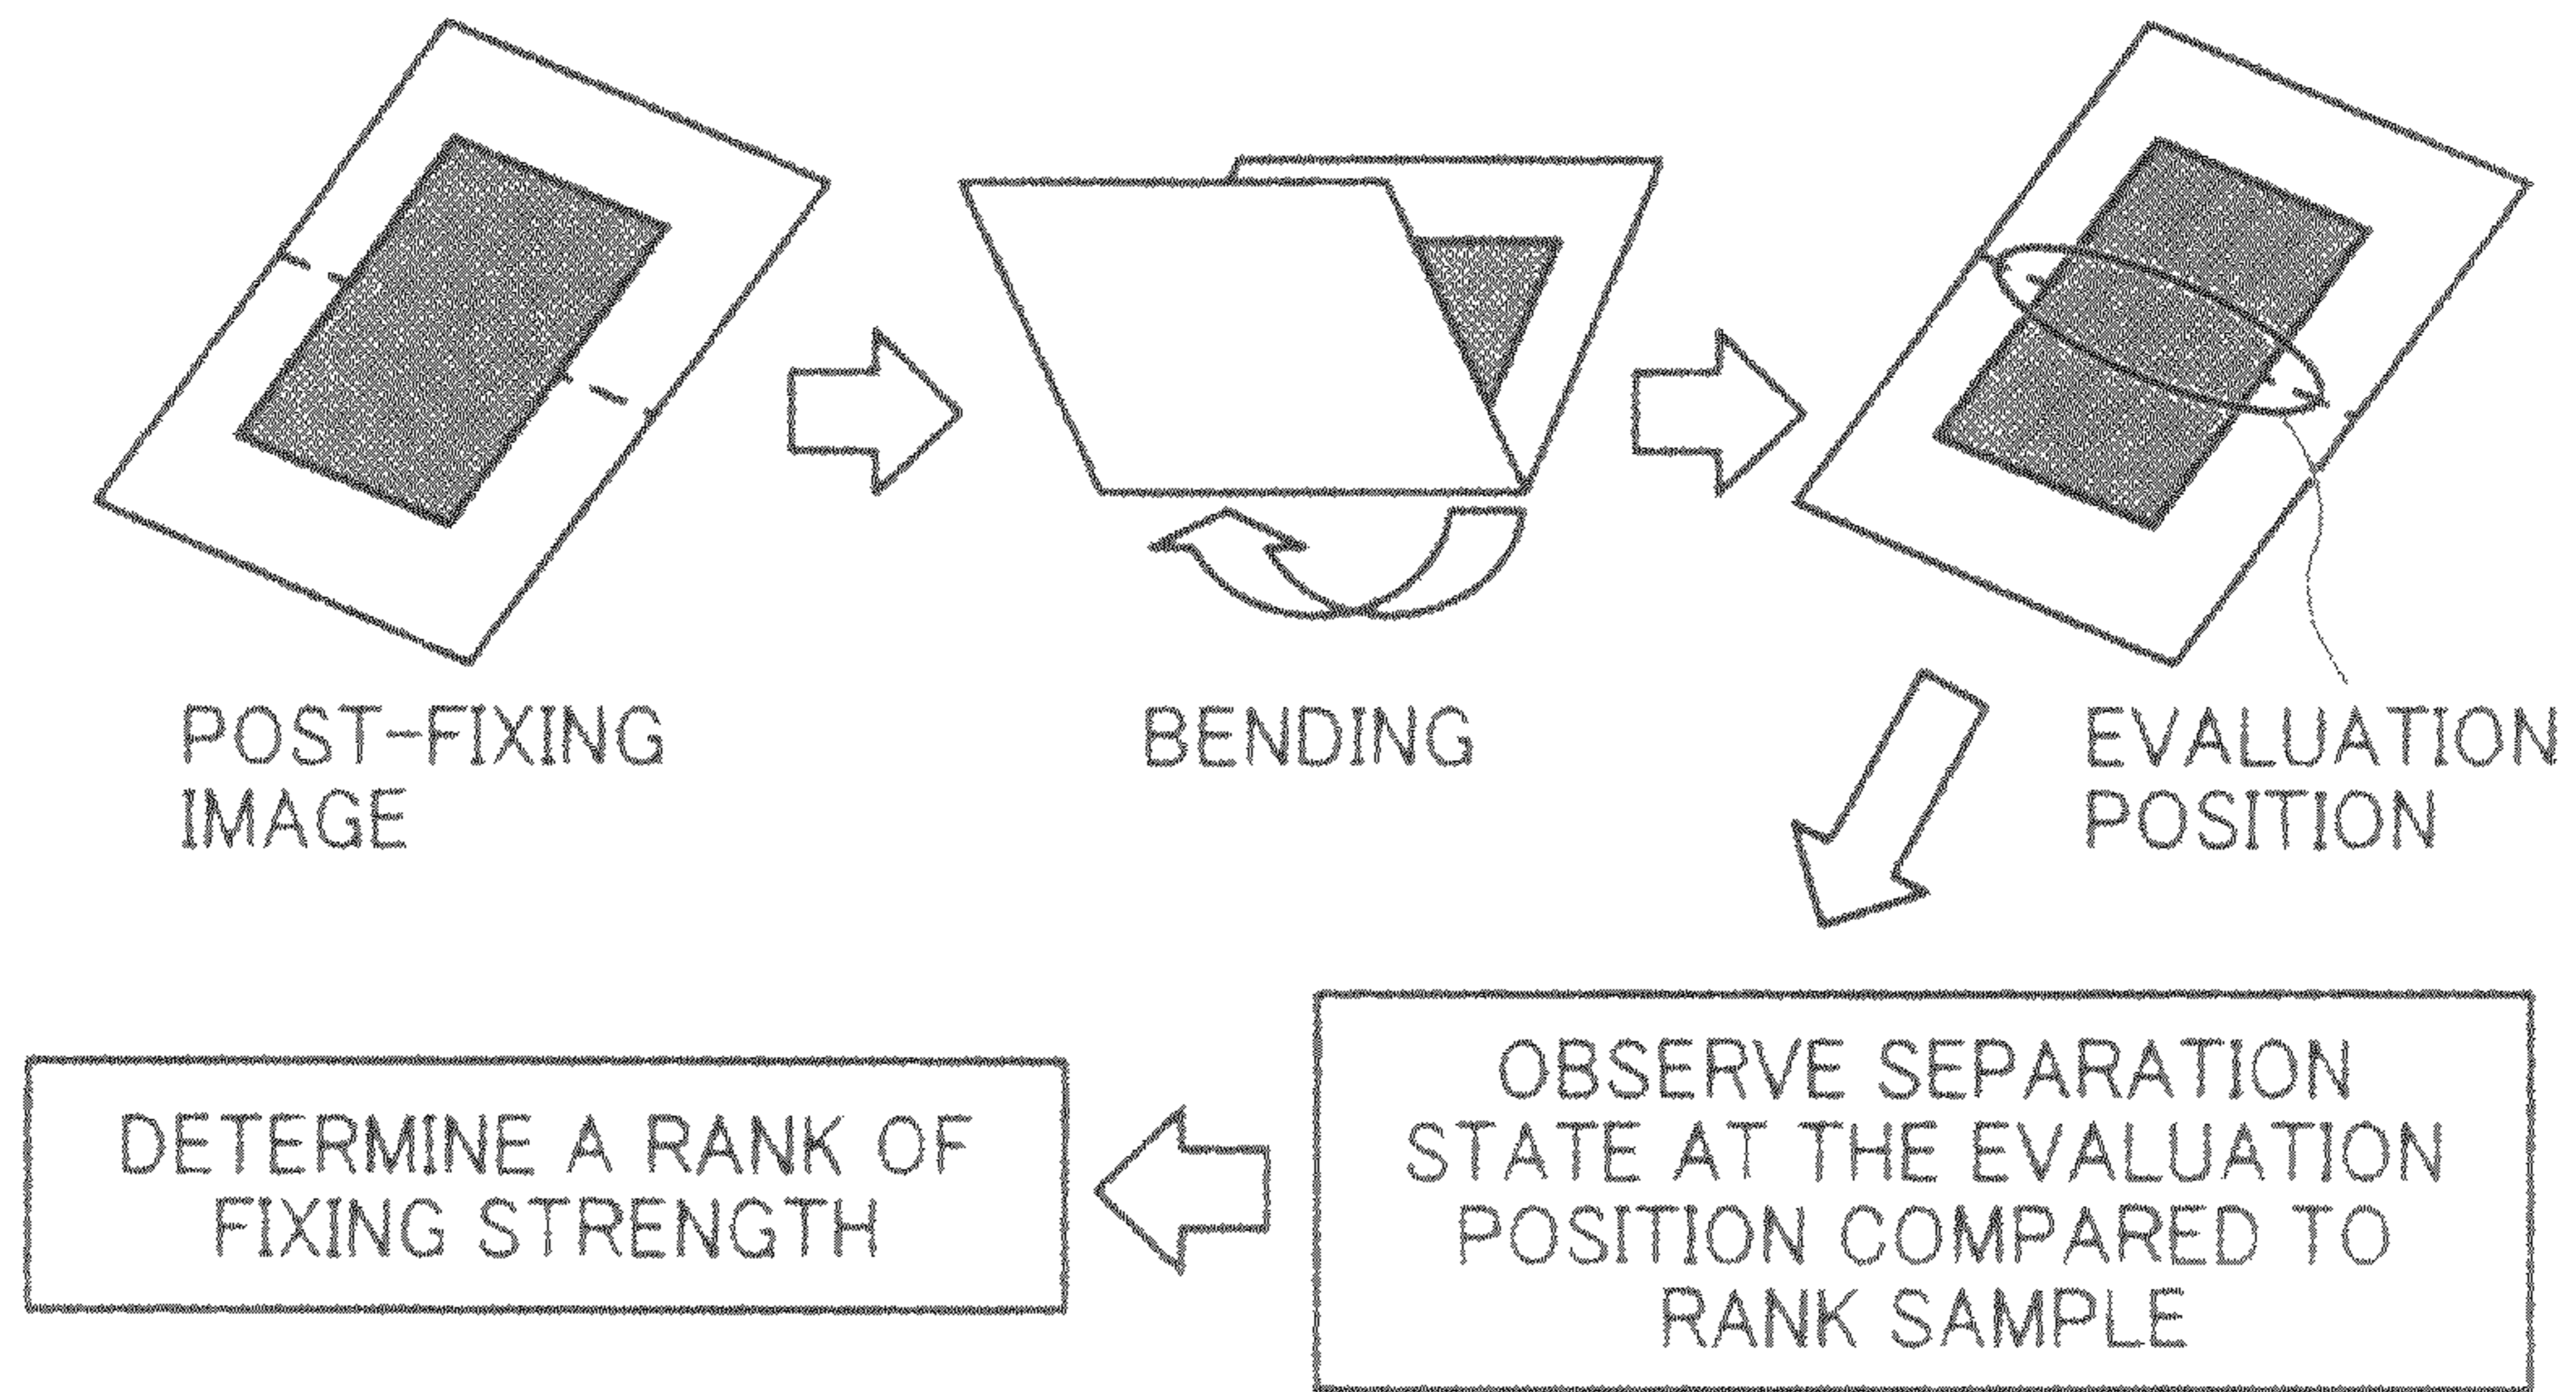 POST-FIXING
IMAGE
BENDING
EVALUATION
POSITION
OBSERVE SEPARATION
STATE AT THE EVALUATION
POSITION COMPARED TO
RANK SAMPLE
DETERMINE A RANK OF
FIXING STRENGTH